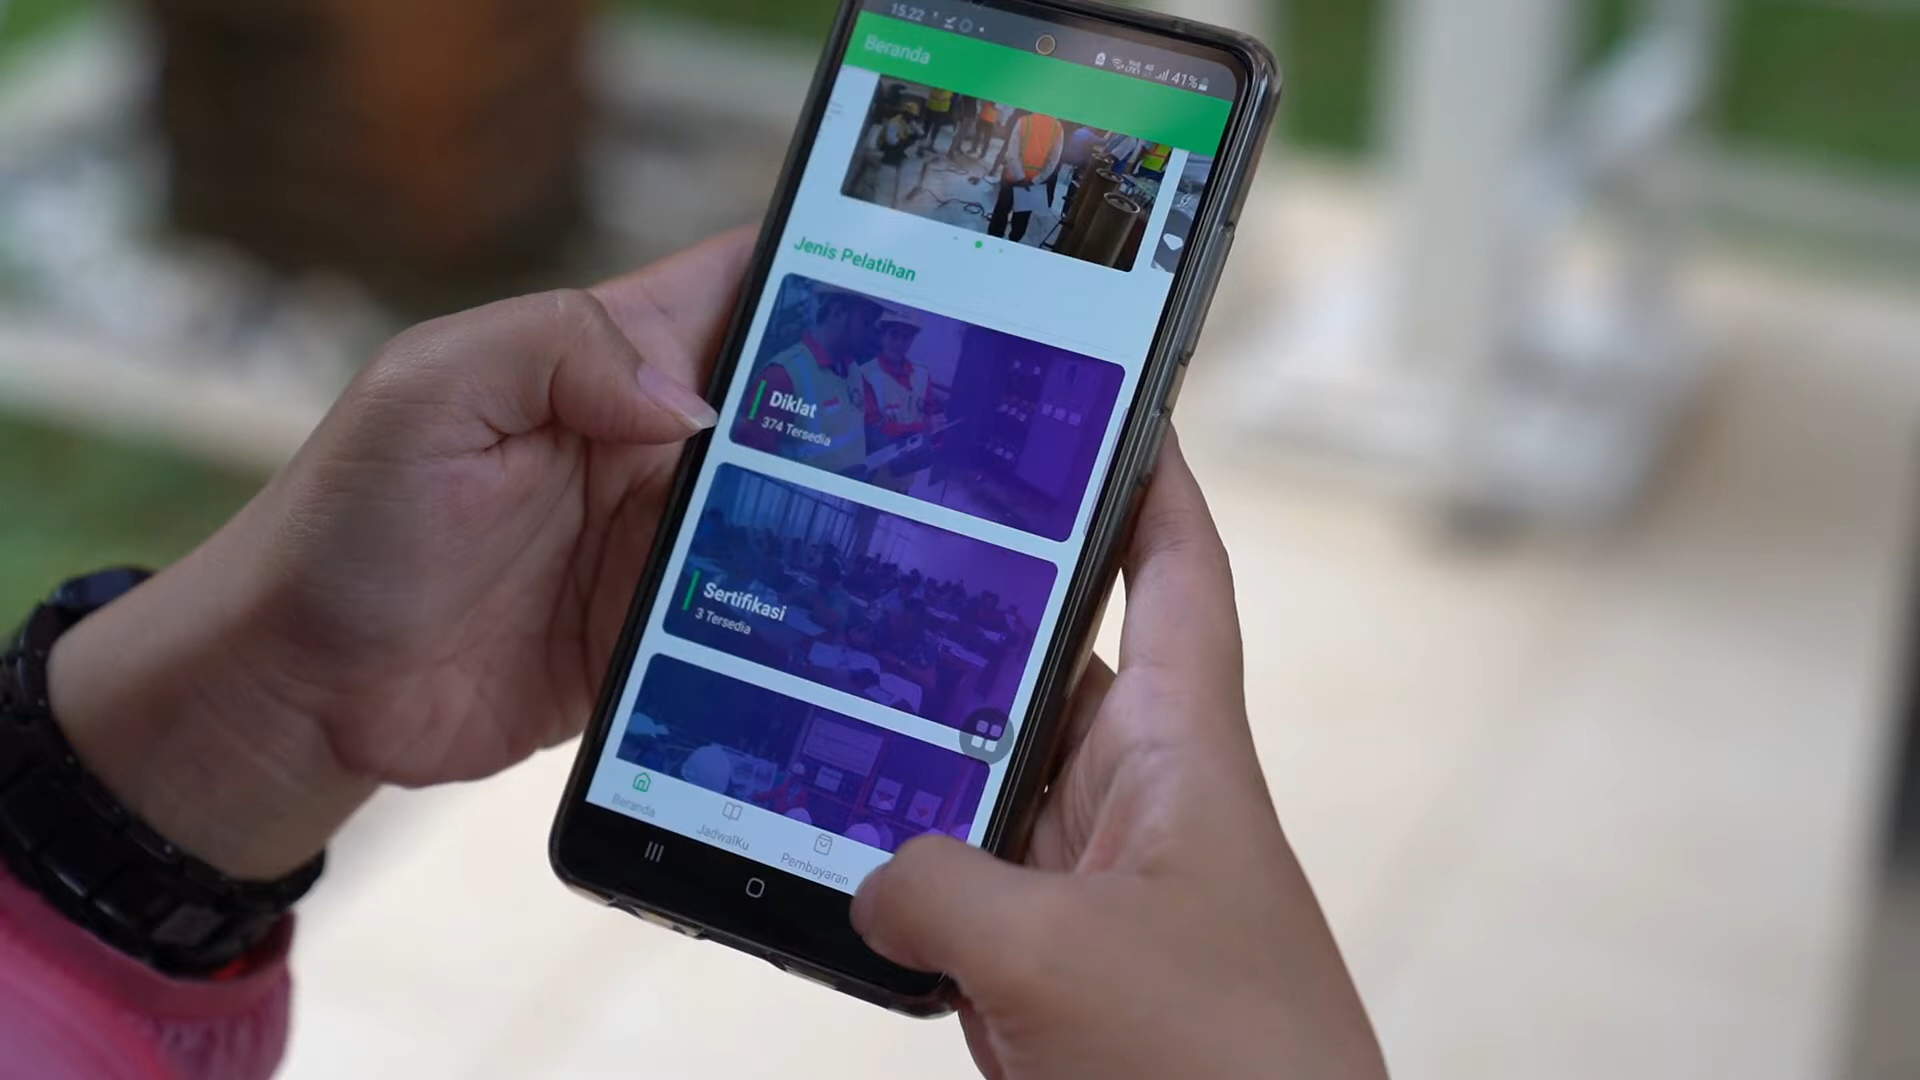 15.22
41%
Beranda
Jenis Pelatihan
Diklat
374 Tersedia
Sertifikasi
3 Tersedia
Beranda
JadwalKu
Pembayaran